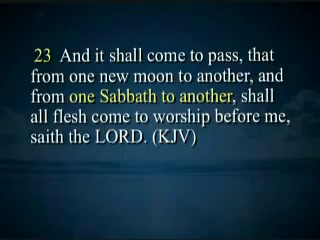 23 And it shall come to pass, that
from one new moon to another, and
from one Sabbath to another, shall
all flesh come to worship before me,
saith the LORD. (KJV)